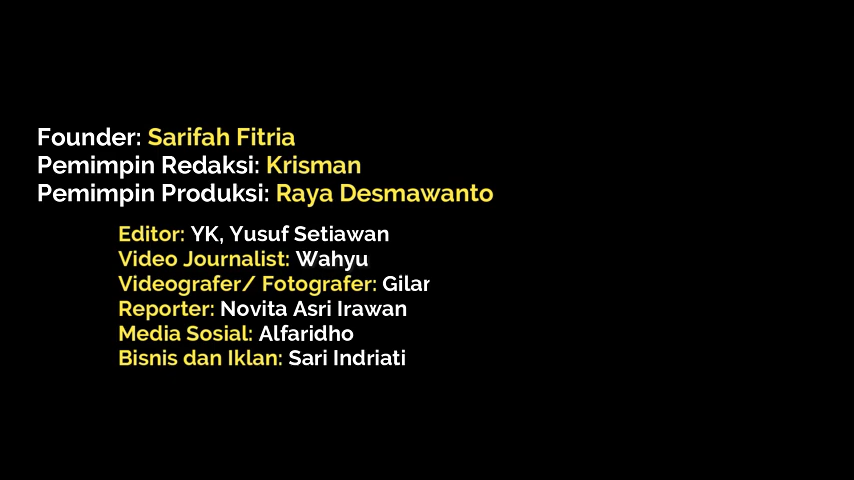 Founder: Sarifah Fitria
Pemimpin Redaksi: Krisman
Pemimpin Produksi: Raya Desmawanto
Editor: YK, Yusuf Setiawan
Video Journalist: Wahyu
Videografer/ Fotografer: Gilar
Reporter: Novita Asri Irawan
Media Sosial: Alfaridho
Bisnis dan Iklan: Sari Indriati